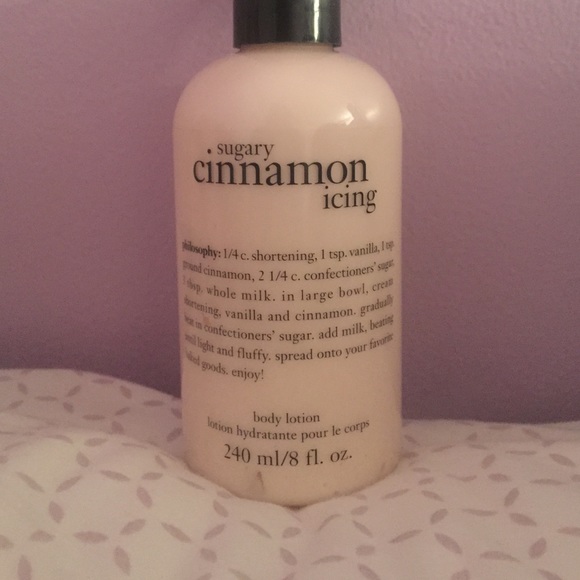 sugary
cinnamon
icing
philosophy: 1/4 c. shortening, 1 tsp. vanilla, 1 tsp.
ground cinnamon, 2 1/4 c. confectioners' sugar,
tbsp. whole milk. in large bowl, cream
shortening, vanilla and cinnamon. gradually
beat in confectioners' sugar. add milk, beating
until light and fluffy. spread onto your favorite
baked goods. enjoy!
body lotion
lotion hydratante pour le corps
240 ml/8 fl. oz.